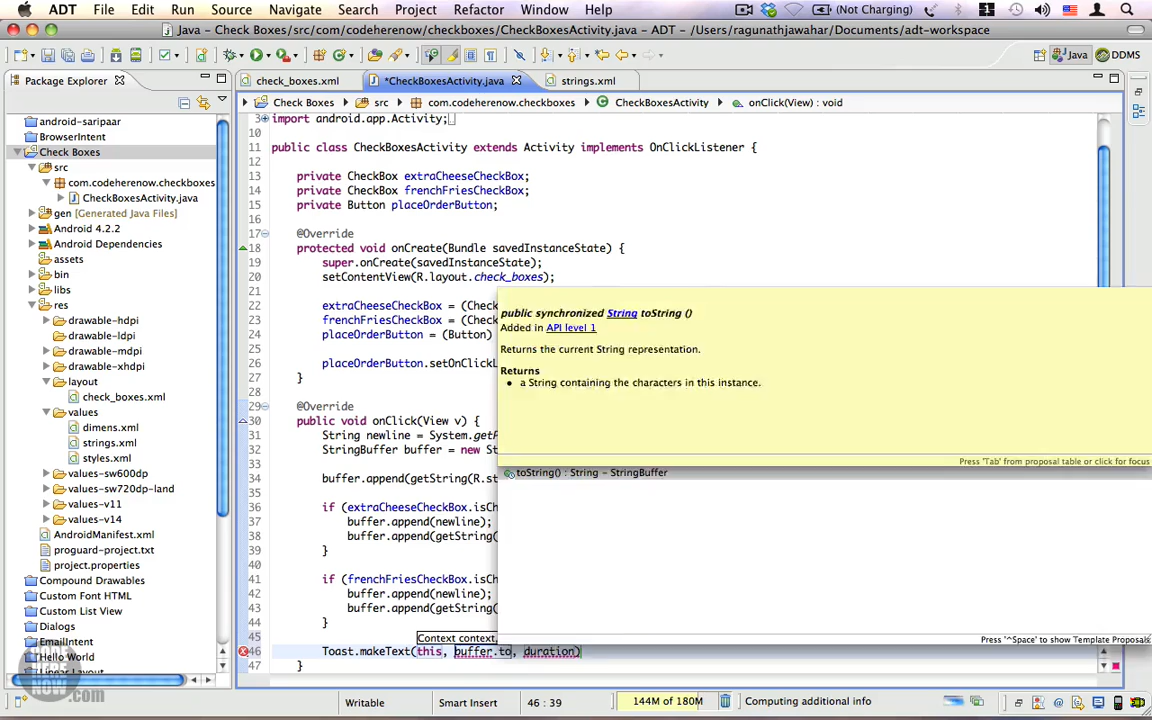 ADT File Edit Run Source Navigate Search Project Refactor Window Help (Not Charging)
Java - Check Boxes/src/com/codeherenow/checkboxes/CheckBoxesActivity.java - ADT - /Users/ragunathjawahar/Documents/adt-workspace
Java DDMS
Package Explorer
check_boxes.xml *CheckBoxesActivity.java strings.xml
Check Boxes src com.codeherenow.checkboxes CheckBoxesActivity onClick(View) : void
android-saripaar
BrowserIntent
Check Boxes
src
com.codeherenow.checkboxes
CheckBoxesActivity.java
gen [Generated Java Files]
Android 4.2.2
Android Dependencies
assets
bin
libs
res
drawable-hdpi
drawable-ldpi
drawable-mdpi
drawable-xhdpi
layout
check_boxes.xml
values
dimens.xml
strings.xml
styles.xml
values-sw600dp
values-sw720dp-land
values-v11
values-v14
AndroidManifest.xml
proguard-project.txt
project.properties
Compound Drawables
Custom Form GUIs
Custom List View
Dialogs
EmailIntent
Hello World
Linear Layout
3 import android.app.Activity;
10
11 public class CheckBoxesActivity extends Activity implements OnClickListener {
12
13 private CheckBox extraCheeseCheckBox;
14 private CheckBox frenchFriesCheckBox;
15 private Button placeOrderButton;
16
17 @Override
18 protected void onCreate(Bundle savedInstanceState) {
19 super.onCreate(savedInstanceState);
20 setContentView(R.layout.check_boxes);
21
22 extraCheeseCheckBox = (Check
23 frenchFriesCheckBox = (Check
24 placeOrderButton = (Button)
25
26 placeOrderButton.setOnClickL
27 }
28
29 @Override
30 public void onClick(View v) {
31 String newline = System.getP
32 StringBuffer buffer = new St
33
34 buffer.append(getString(R.st
35
36 if (extraCheeseCheckBox.isCh
37 buffer.append(newline);
38 buffer.append(getString(
39 }
40
41 if (frenchFriesCheckBox.isCh
42 buffer.append(newline);
43 buffer.append(getString(
44 }
45
Context context,
46 Toast.makeText(this, buffer.to, duration)
47 }
public synchronized String toString ()
Added in API level 1
Returns the current String representation.
Returns
• a String containing the characters in this instance.
Press 'Tab' from proposal table or click for focus
toString() : String - StringBuffer
Press '^Space' to show Template Proposals
CODE
HERE
NOW
.com
Writable Smart Insert 46 : 39 144M of 180M Computing additional info